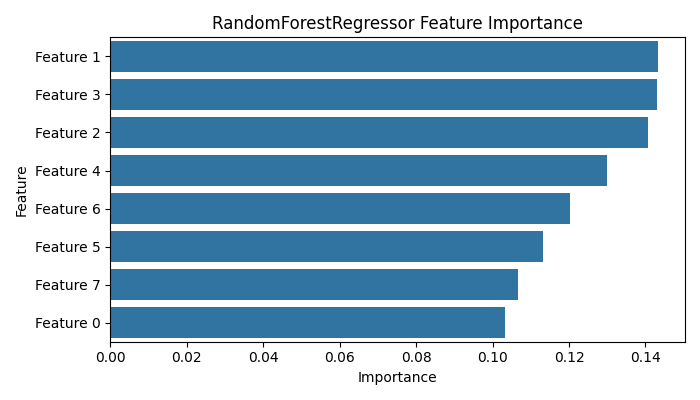 RandomForestRegressor Feature Importance
Feature 1
Feature 3
Feature 2
Feature 4
Feature 6
Feature 5
Feature 7
Feature 0
Feature
0.00 0.02 0.04 0.06 0.08 0.10 0.12 0.14
Importance